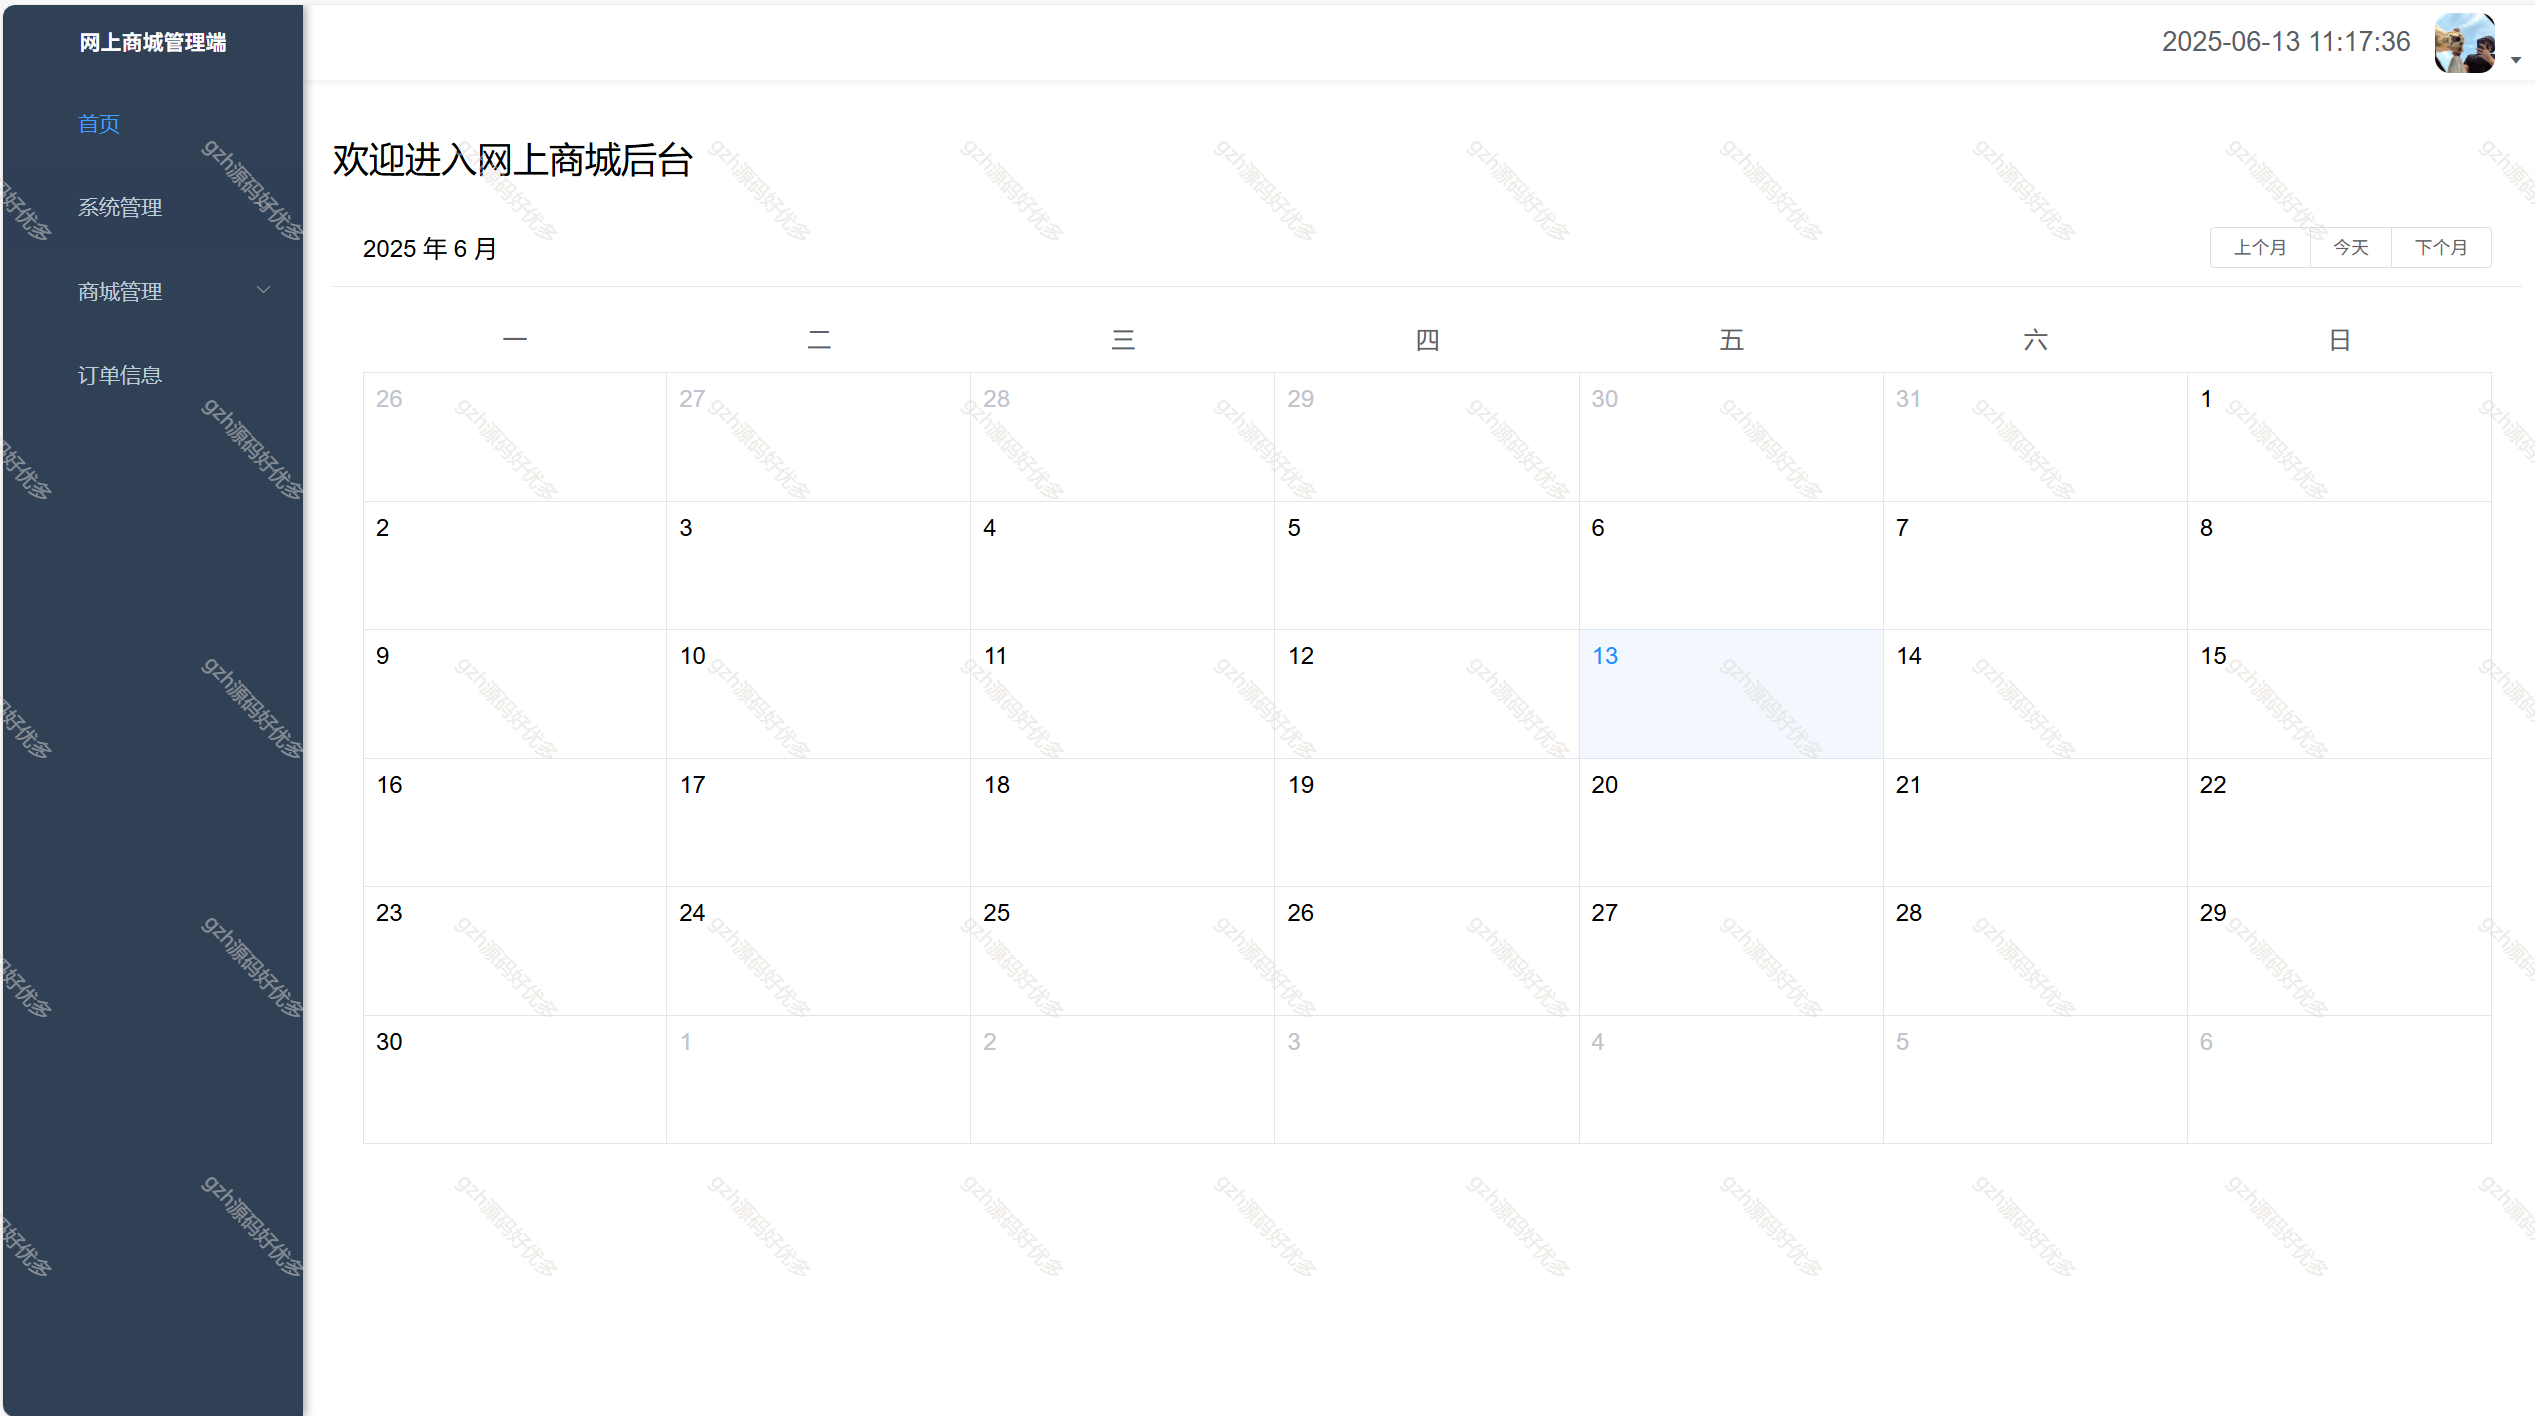 网上商城管理端
2025-06-13 11:17:36
首页
系统管理
商城管理
订单信息
欢迎进入网上商城后台
2025 年 6 月
上个月 今天 下个月
一 二 三 四 五 六 日
26 27 28 29 30 31 1
2 3 4 5 6 7 8
9 10 11 12 13 14 15
16 17 18 19 20 21 22
23 24 25 26 27 28 29
30 1 2 3 4 5 6
gzh源码好优多